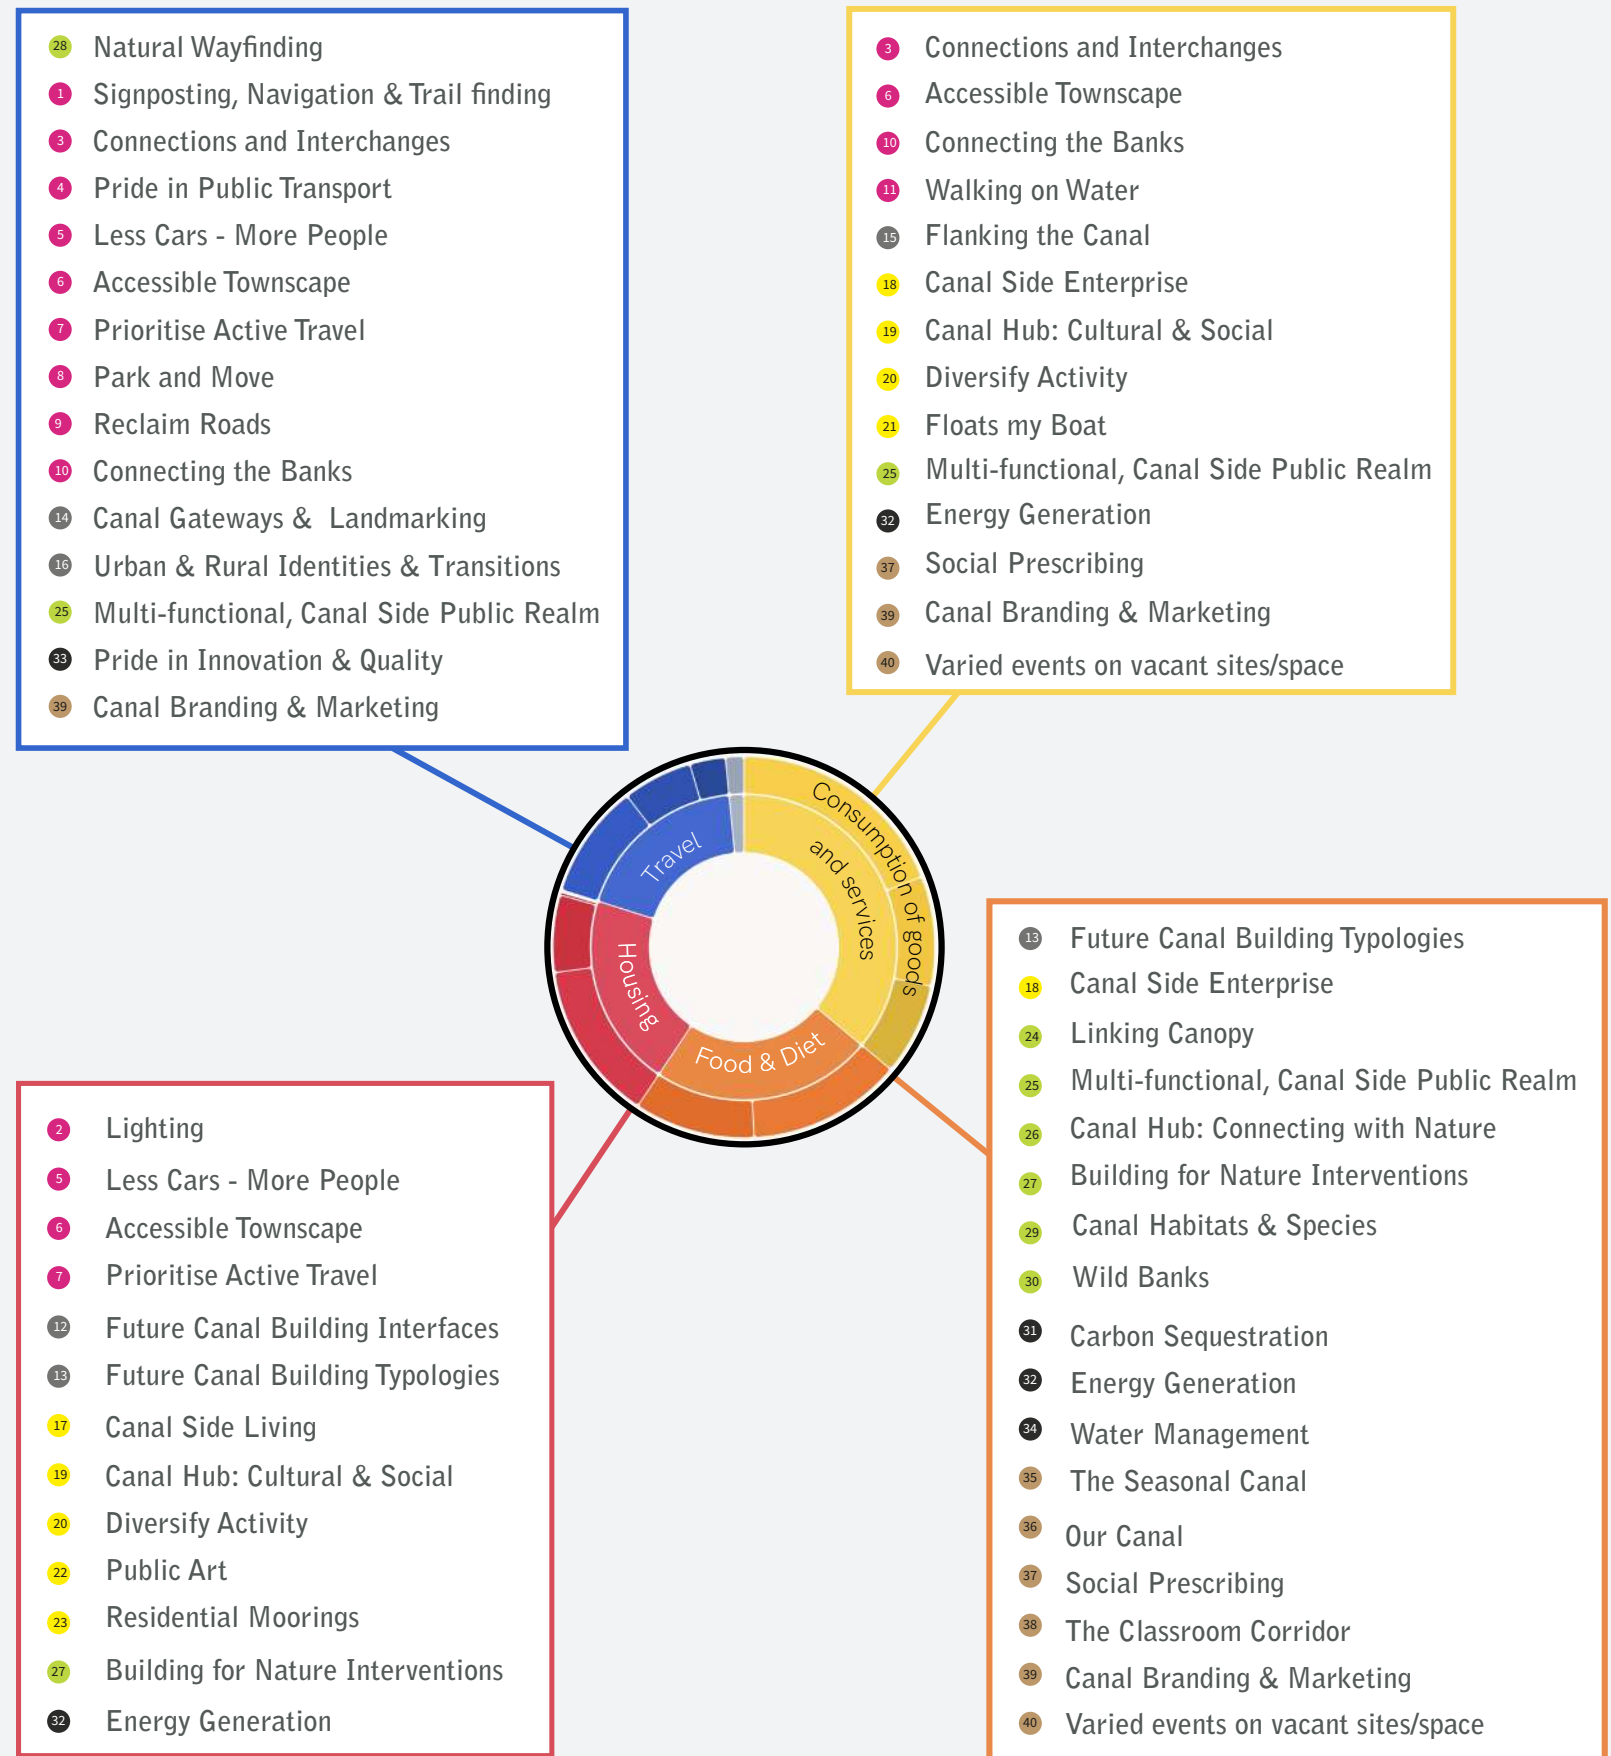 28 Natural Wayfinding
1 Signposting, Navigation & Trail finding
3 Connections and Interchanges
4 Pride in Public Transport
5 Less Cars - More People
6 Accessible Townscape
7 Prioritise Active Travel
8 Park and Move
9 Reclaim Roads
10 Connecting the Banks
14 Canal Gateways & Landmarking
16 Urban & Rural Identities & Transitions
25 Multi-functional, Canal Side Public Realm
33 Pride in Innovation & Quality
39 Canal Branding & Marketing
3 Connections and Interchanges
6 Accessible Townscape
10 Connecting the Banks
11 Walking on Water
15 Flanking the Canal
18 Canal Side Enterprise
19 Canal Hub: Cultural & Social
20 Diversify Activity
21 Floats my Boat
25 Multi-functional, Canal Side Public Realm
32 Energy Generation
37 Social Prescribing
39 Canal Branding & Marketing
40 Varied events on vacant sites/space
Travel
Consumption of goods
and services
Housing
Food & Diet
2 Lighting
5 Less Cars - More People
6 Accessible Townscape
7 Prioritise Active Travel
12 Future Canal Building Interfaces
13 Future Canal Building Typologies
17 Canal Side Living
19 Canal Hub: Cultural & Social
20 Diversify Activity
22 Public Art
23 Residential Moorings
27 Building for Nature Interventions
32 Energy Generation
13 Future Canal Building Typologies
18 Canal Side Enterprise
24 Linking Canopy
25 Multi-functional, Canal Side Public Realm
26 Canal Hub: Connecting with Nature
27 Building for Nature Interventions
29 Canal Habitats & Species
30 Wild Banks
31 Carbon Sequestration
32 Energy Generation
34 Water Management
35 The Seasonal Canal
36 Our Canal
37 Social Prescribing
38 The Classroom Corridor
39 Canal Branding & Marketing
40 Varied events on vacant sites/space